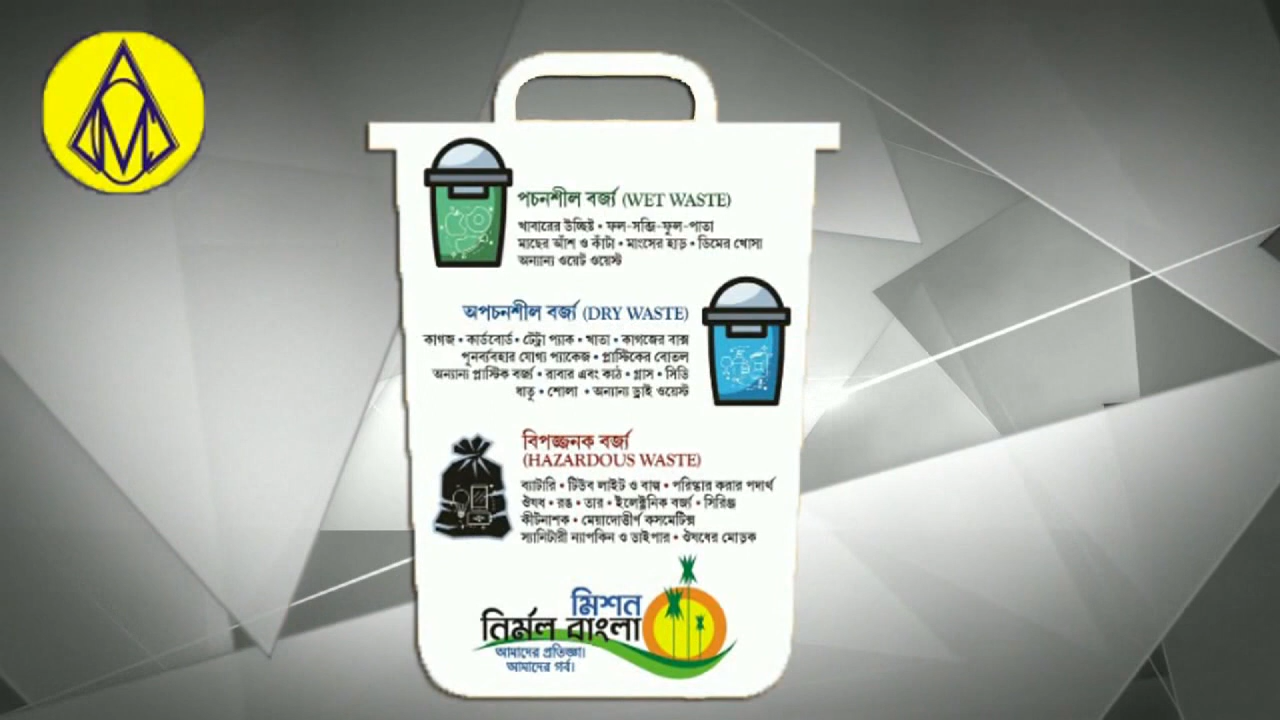 পচনশীল বর্জ্য (WET WASTE)
খাবারের উচ্ছিষ্ট • ফল-সব্জি-ফুল-পাতা
মাছের আঁশ ও কাঁটা • মাংসের হাড় • ডিমের খোসা
অন্যান্য ওয়েট ওয়েস্ট
অপচনশীল বর্জ্য (DRY WASTE)
কাগজ • কার্ডবোর্ড • টেট্রা প্যাক • খাতা • কাগজের বাক্স
পুনর্ব্যবহার যোগ্য প্যাকেজ • প্লাস্টিকের বোতল
অন্যান্য প্লাস্টিক বর্জ্য • রাবার এবং কাঠ • গ্লাস • সিডি
ধাতু • শোলা • অন্যান্য ড্রাই ওয়েস্ট
বিপজ্জনক বর্জ্য
(HAZARDOUS WASTE)
ব্যাটারি • টিউব লাইট ও বাল্ব • পরিষ্কার করার পদার্থ
ঔষধ • রঙ • তার • ইলেক্ট্রনিক বর্জ্য • সিরিঞ্জ
কীটনাশক • মেয়াদোত্তীর্ণ কসমেটিক্স
স্যানিটারী ন্যাপকিন ও ডাইপার • ঔষধের মোড়ক
মিশন
নির্মল বাংলা
আমাদের প্রতিজ্ঞা।
আমাদের গর্ব।